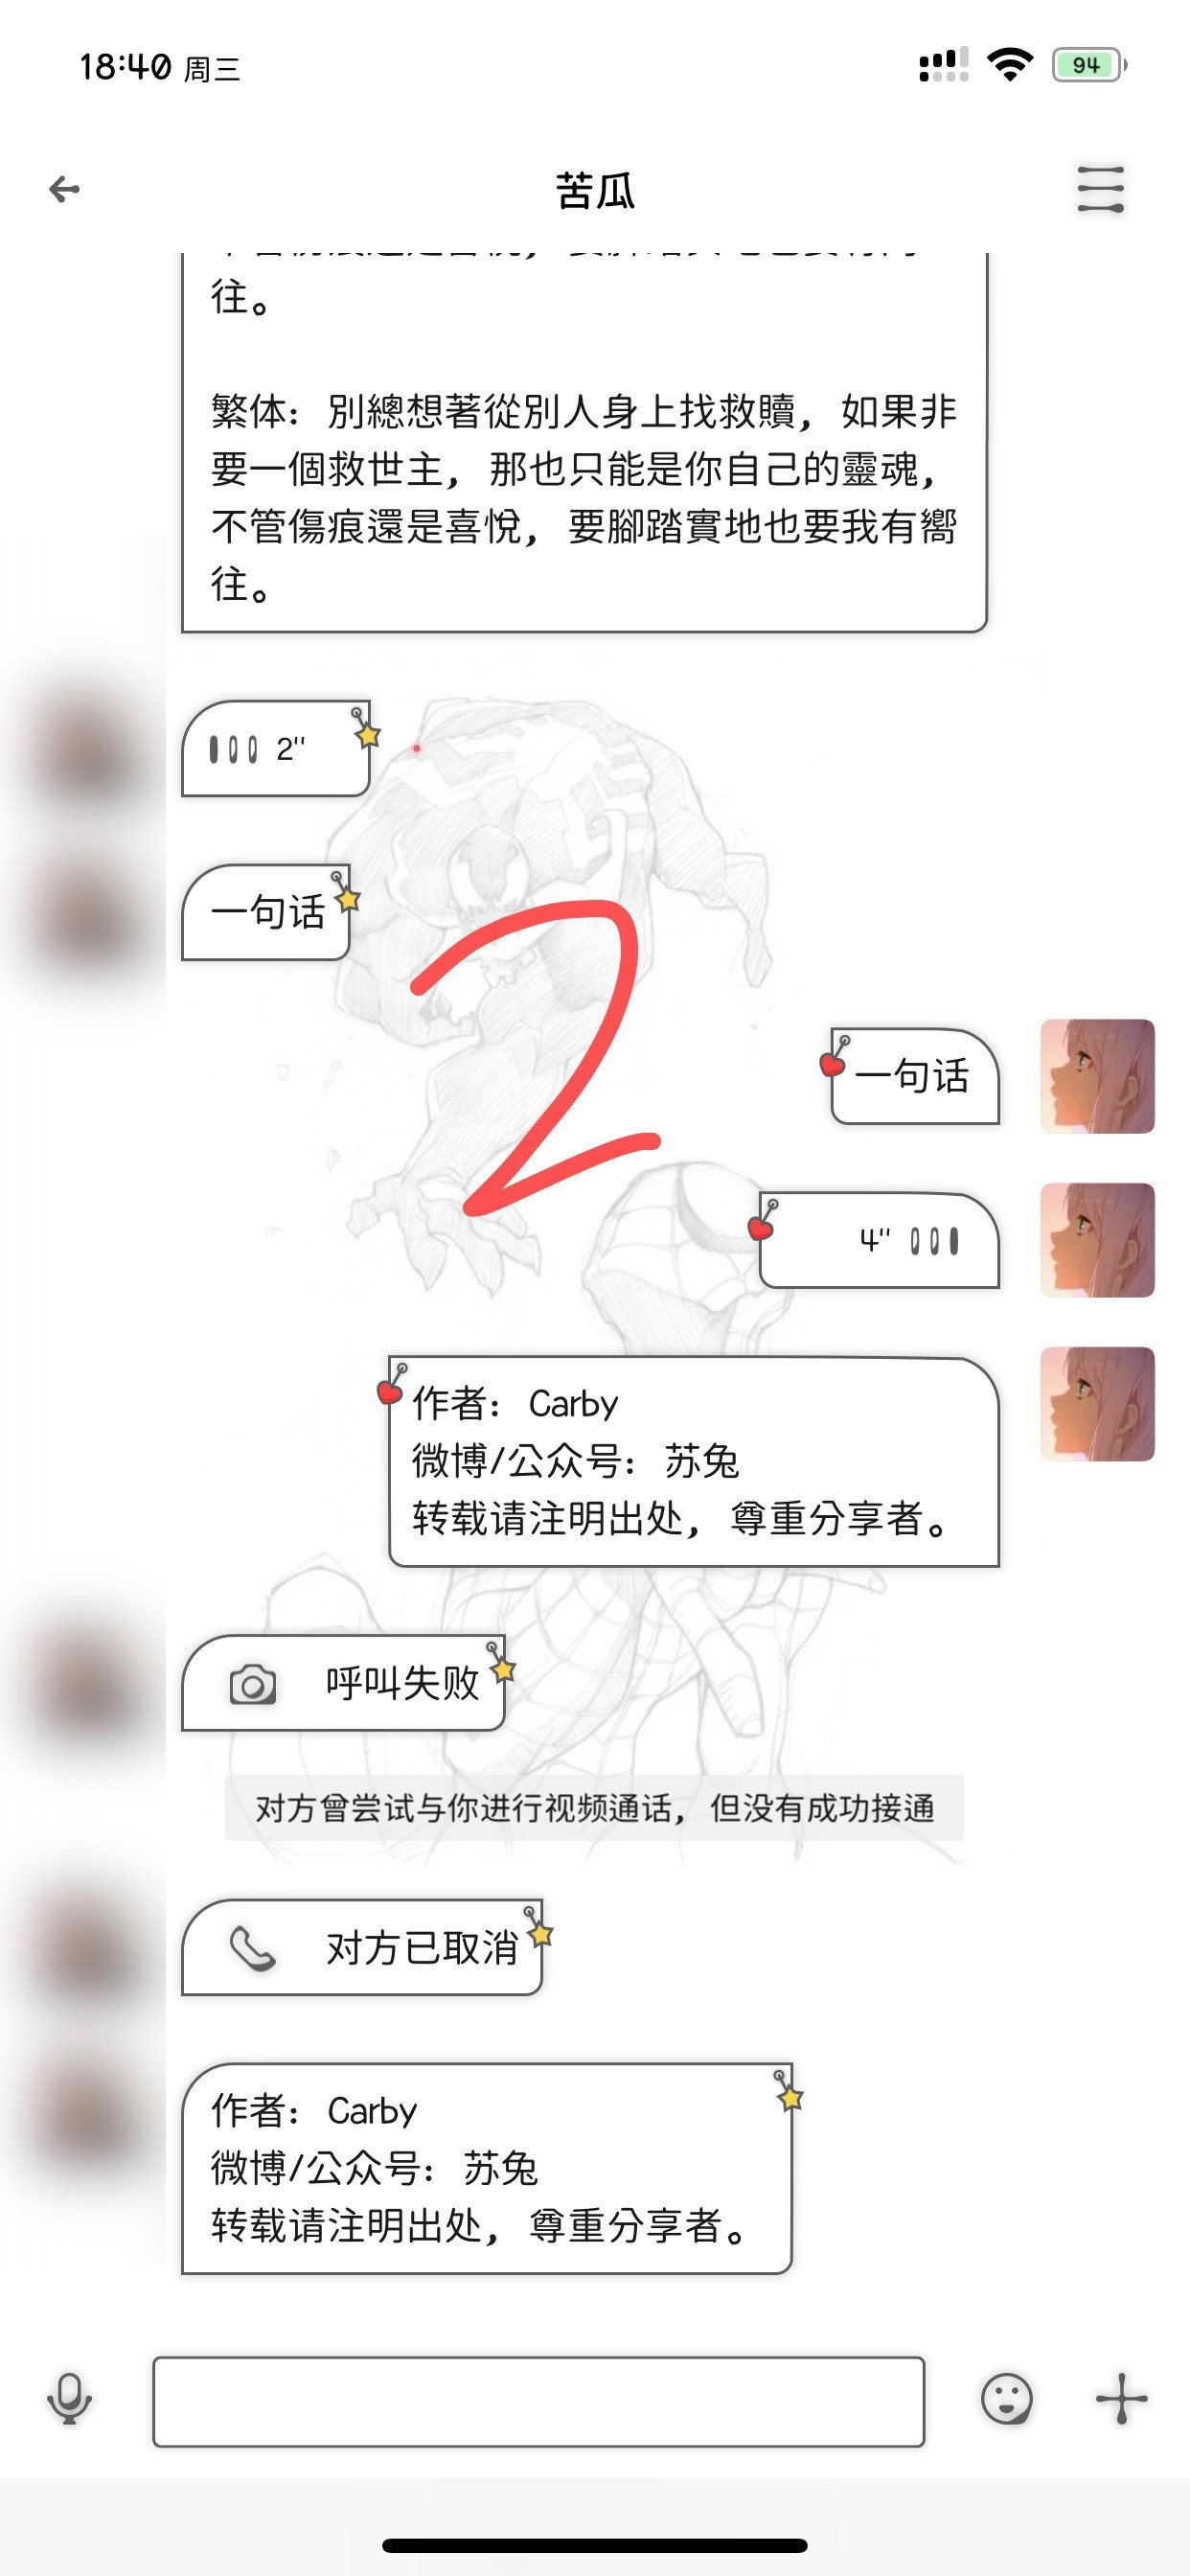 18:40 周三
94
苦瓜
往。
繁体：別總想著從別人身上找救贖，如果非
要一個救世主，那也只能是你自己的靈魂，
不管傷痕還是喜悅，要腳踏實地也要我有嚮
往。
2"
一句话
2
一句话
4"
作者：Carby
微博/公众号：苏兔
转载请注明出处，尊重分享者。
呼叫失败
对方曾尝试与你进行视频通话，但没有成功接通
对方已取消
作者：Carby
微博/公众号：苏兔
转载请注明出处，尊重分享者。